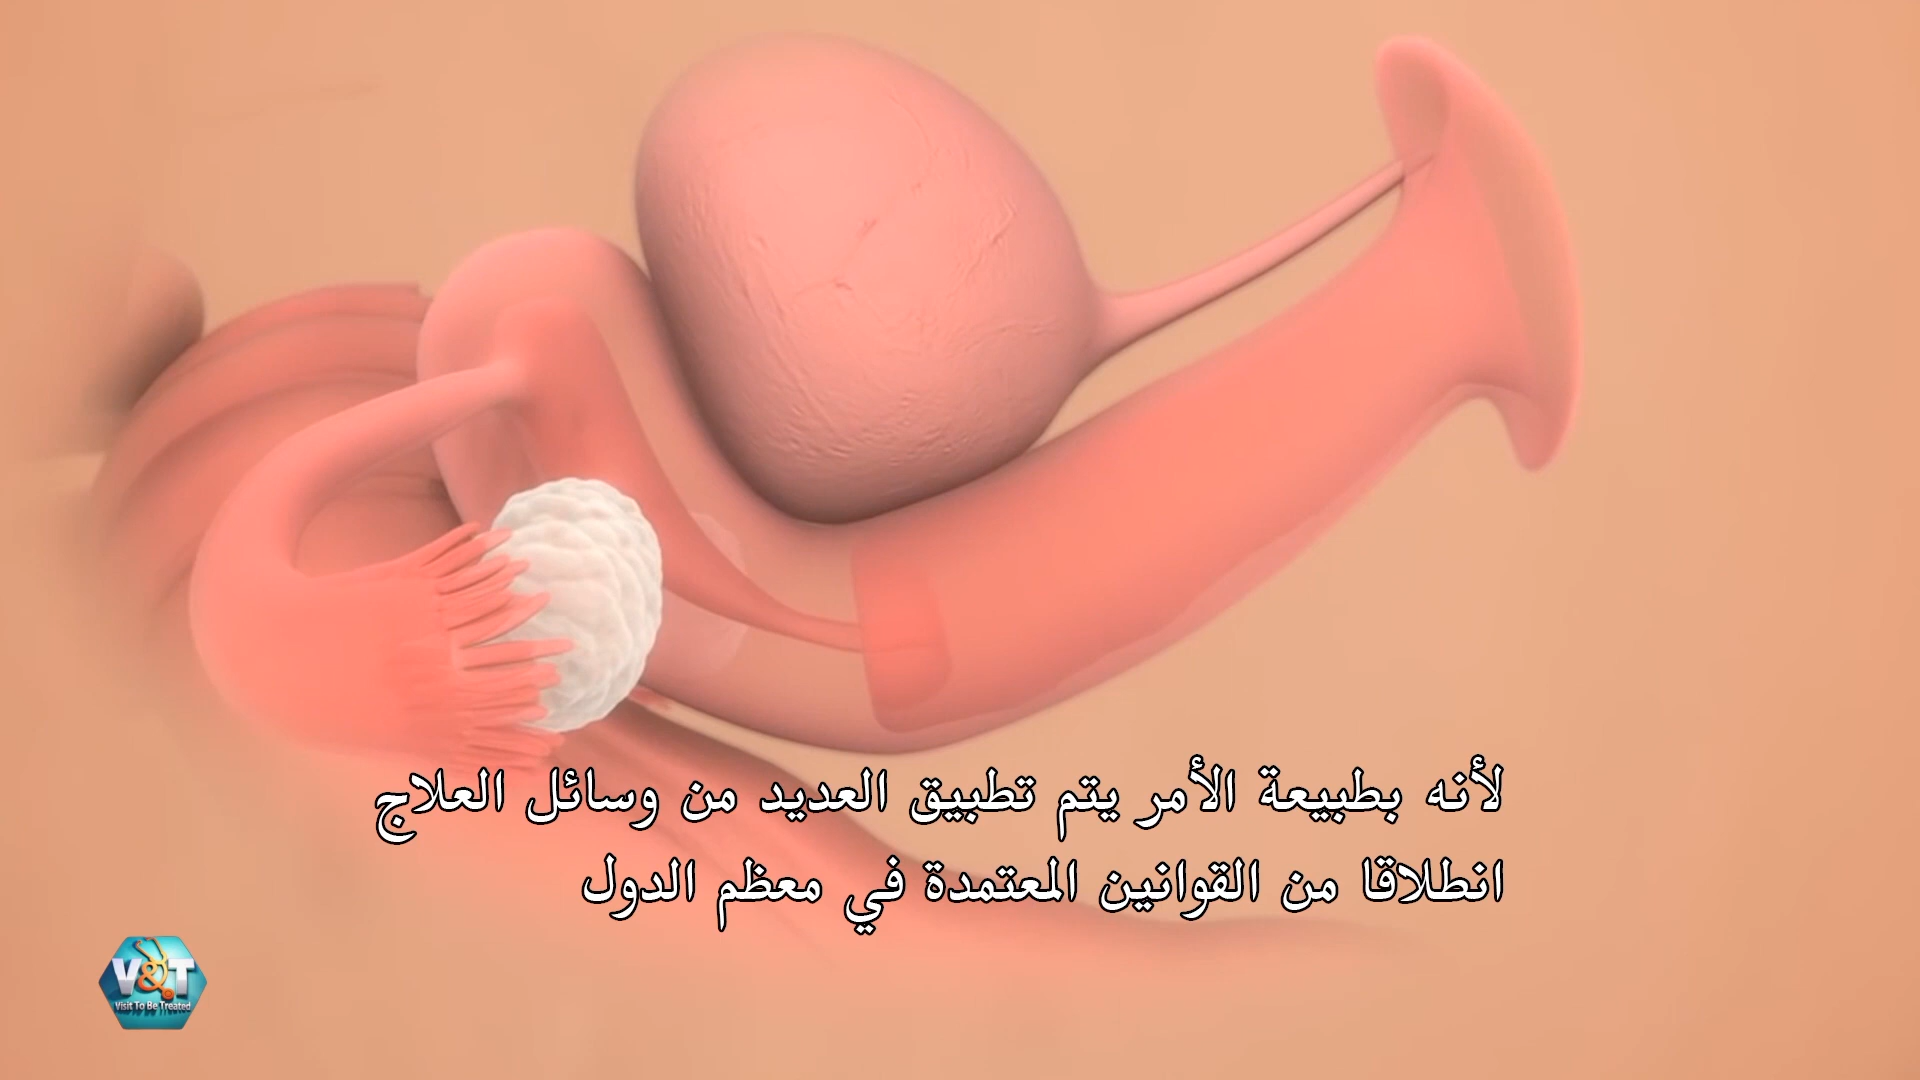 لأنه بطبيعة الأمر يتم تطبيق العديد من وسائل العلاج
انطلاقا من القوانين المعتمدة في معظم الدول
V&T
Visit To Be Treated